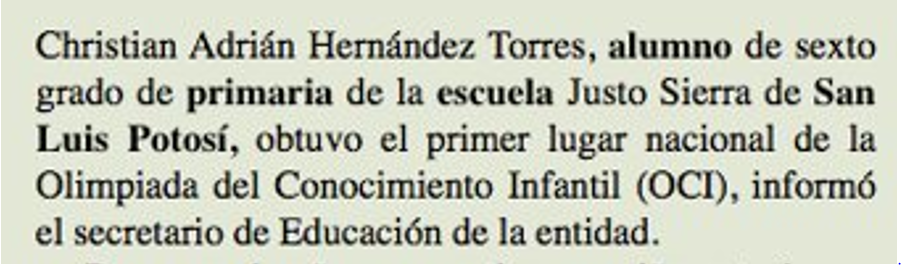 Christian Adrián Hernández Torres, alumno de sexto
grado de primaria de la escuela Justo Sierra de San
Luis Potosí, obtuvo el primer lugar nacional de la
Olimpiada del Conocimiento Infantil (OCI), informó
el secretario de Educación de la entidad.